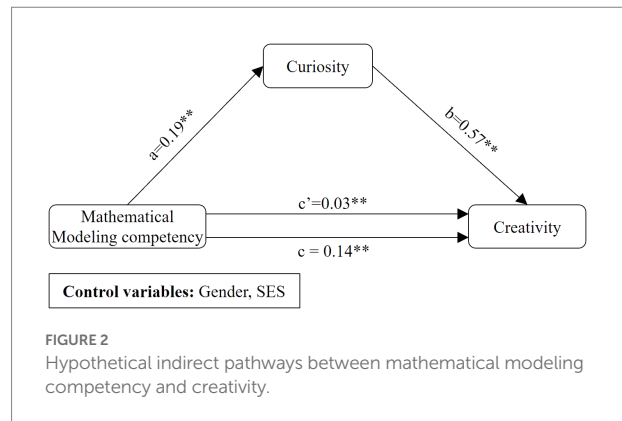 Curiosity
a=0.19**
b=0.57**
c'=0.03**
Mathematical
Modeling competency
Creativity
c = 0.14**
Control variables: Gender, SES
FIGURE 2
Hypothetical indirect pathways between mathematical modeling
competency and creativity.